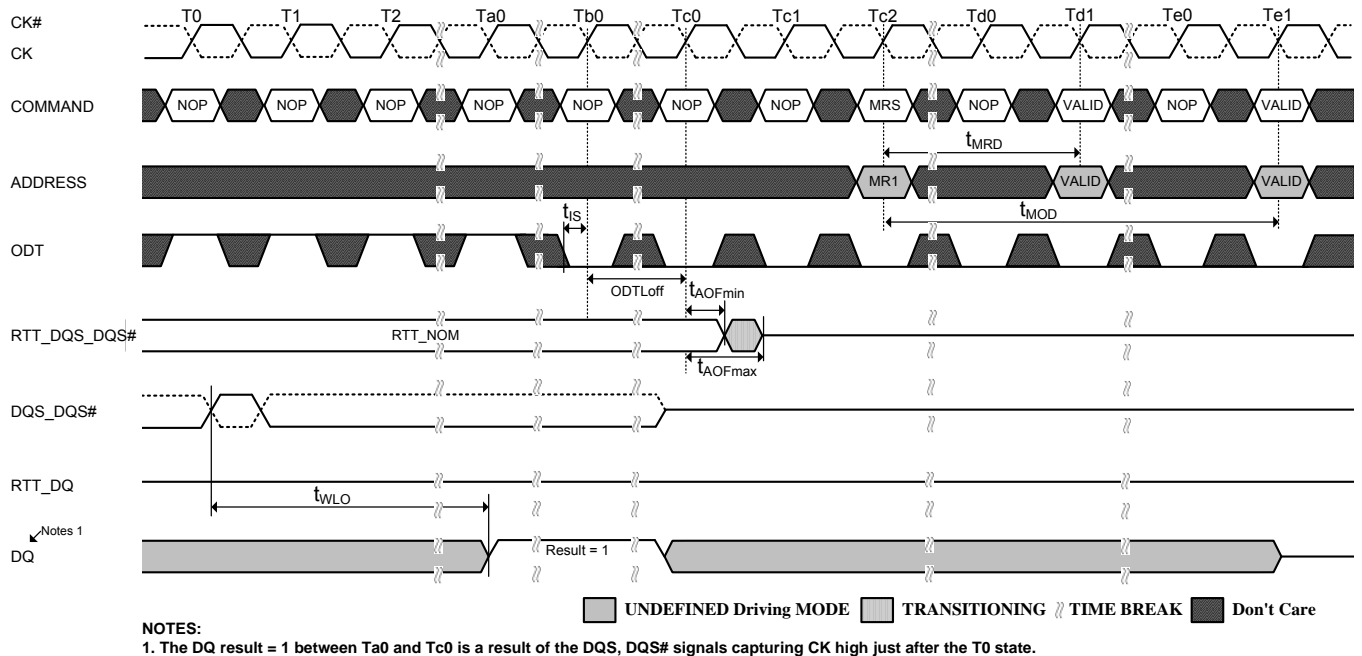 T0 T1 T2 Ta0 Tb0 Tc0 Tc1 Tc2 Td0 Td1 Te0 Te1
CK#
CK
COMMAND NOP NOP NOP NOP NOP NOP NOP MRS NOP VALID NOP VALID
tMRD
ADDRESS MR1 VALID VALID
tIS tMOD
ODT
ODTLoff tAOFmin
RTT_DQS_DQS# RTT_NOM
tAOFmax
DQS_DQS#
RTT_DQ
tWLO
Notes 1
DQ Result = 1
UNDEFINED Driving MODE TRANSITIONING TIME BREAK Don't Care
NOTES:
1. The DQ result = 1 between Ta0 and Tc0 is a result of the DQS, DQS# signals capturing CK high just after the T0 state.